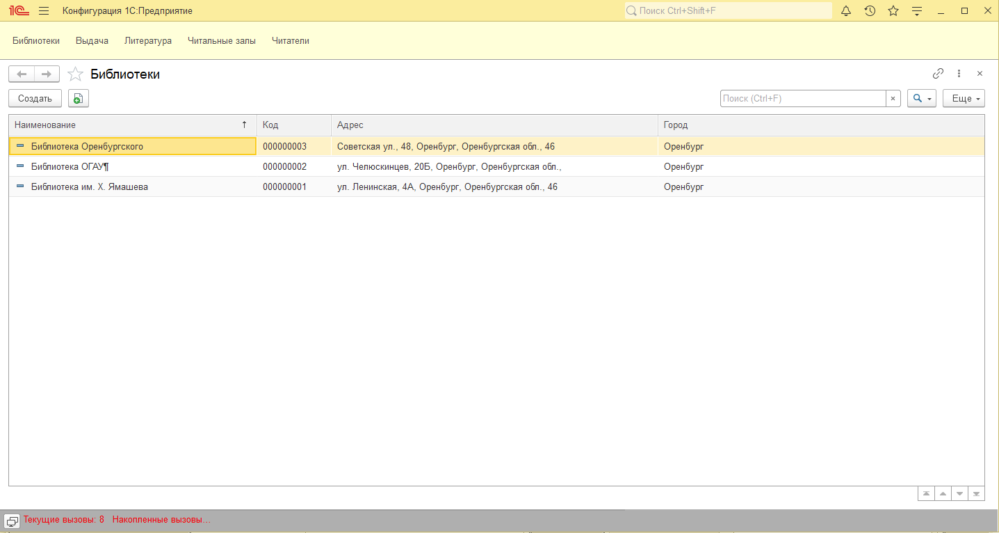 1С Конфигурация 1С:Предприятие Поиск Ctrl+Shift+F
Библиотеки Выдача Литература Читальные залы Читатели
Библиотеки
Создать Поиск (Ctrl+F) × Еще
Наименование ↑ Код Адрес Город
Библиотека Оренбургского 000000003 Советская ул., 48, Оренбург, Оренбургская обл., 46 Оренбург
Библиотека ОГАУ¶ 000000002 ул. Челюскинцев, 20Б, Оренбург, Оренбургская обл., Оренбург
Библиотека им. Х. Ямашева 000000001 ул. Ленинская, 4А, Оренбург, Оренбургская обл., 46 Оренбург
Текущие вызовы: 8 Накопленные вызовы...